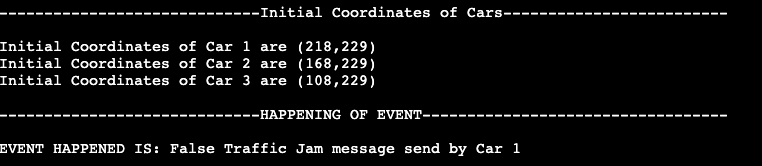 -----------------------------Initial Coordinates of Cars-------------------------
Initial Coordinates of Car 1 are (218,229)
Initial Coordinates of Car 2 are (168,229)
Initial Coordinates of Car 3 are (108,229)
-----------------------------HAPPENING OF EVENT----------------------------------
EVENT HAPPENED IS: False Traffic Jam message send by Car 1